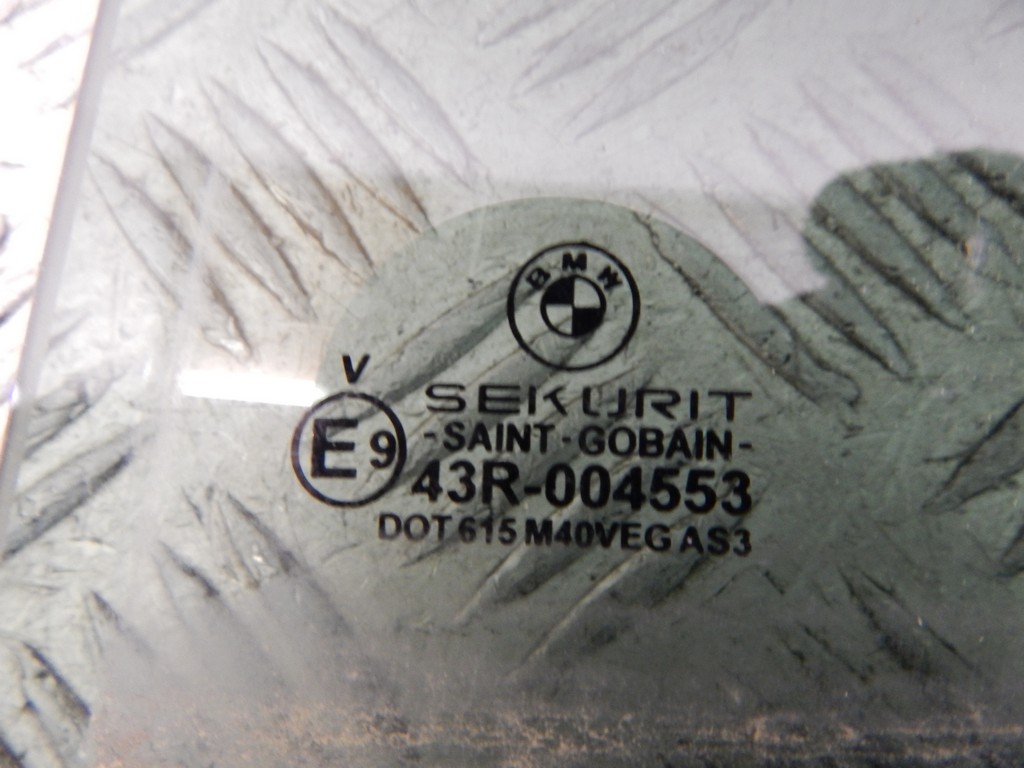 BMW
V
SEKURIT
E9
-SAINT-GOBAIN-
43R-004553
DOT 615 M40VEG AS3